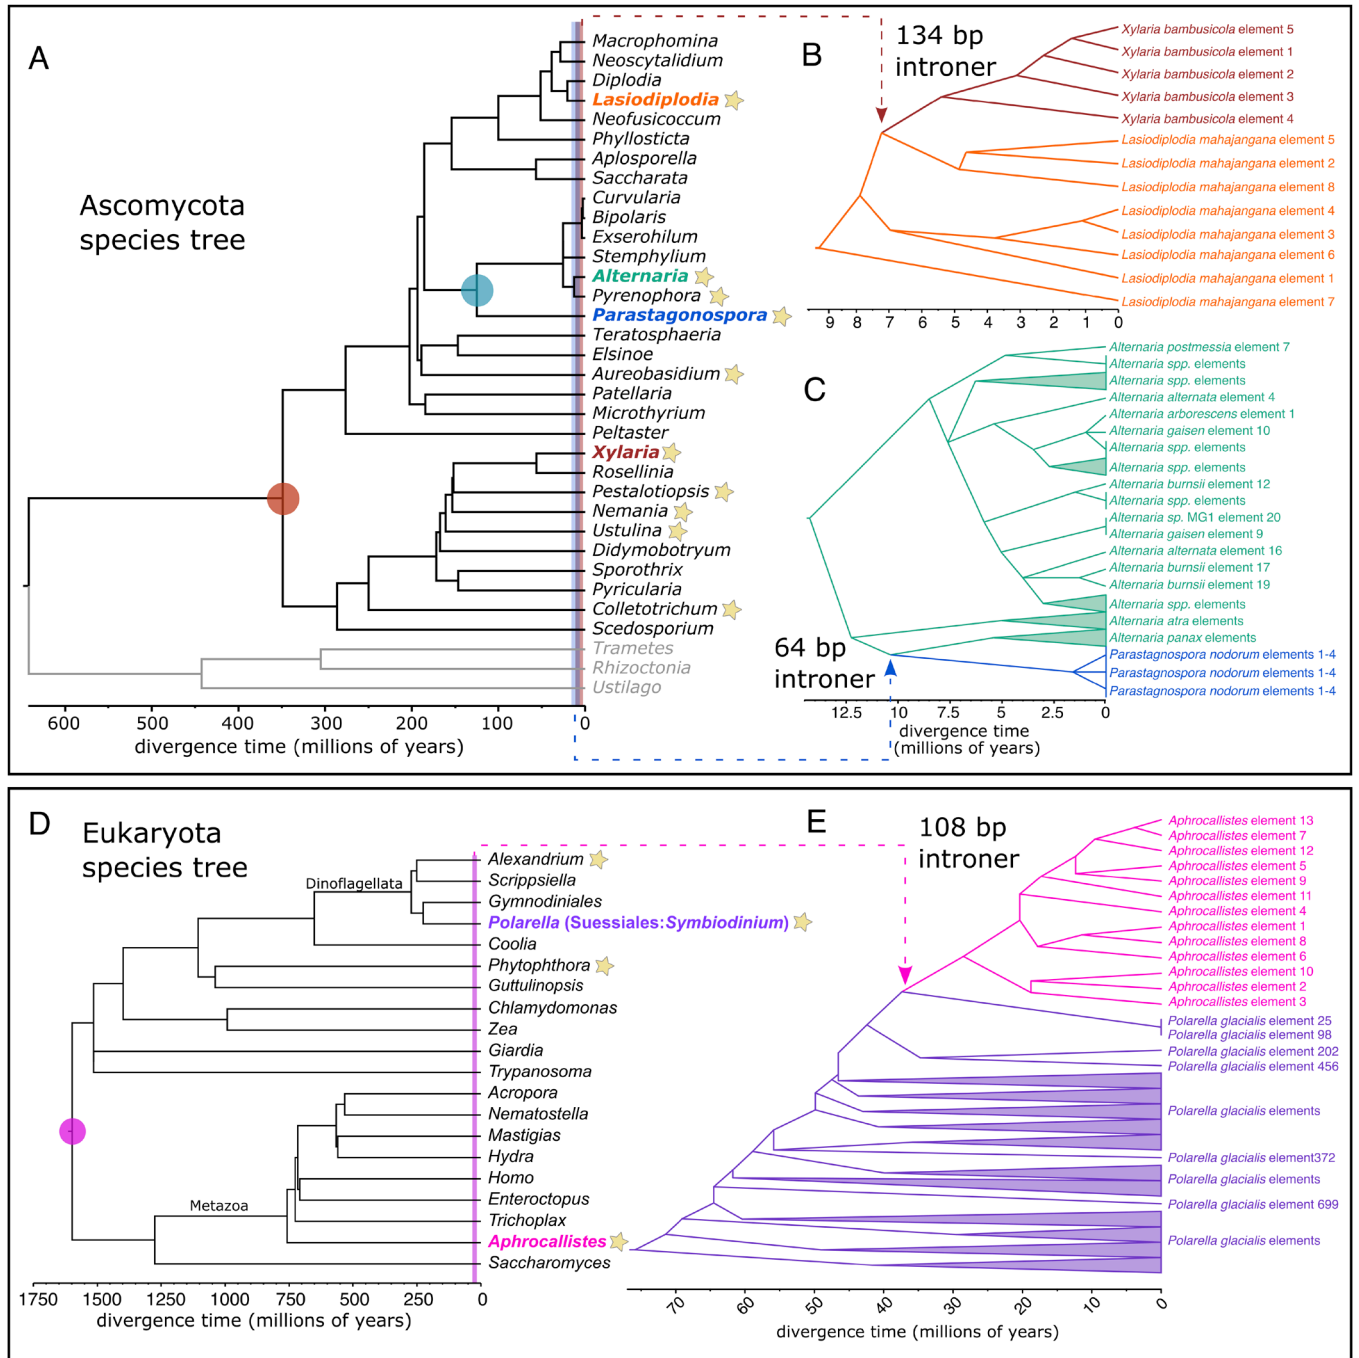 A
Ascomycota
species tree
Macrophomina
Neoscytalidium
Diplodia
Lasiodiplodia
Neofusicoccum
Phyllosticta
Aplosporella
Saccharata
Curvularia
Bipolaris
Exserohilum
Stemphylium
Alternaria
Pyrenophora
Parastagonospora
Teratosphaeria
Elsinoe
Aureobasidium
Patellaria
Microthyrium
Peltaster
Xylaria
Rosellinia
Pestalotiopsis
Nemania
Ustulina
Didymobotryum
Sporothrix
Pyricularia
Colletotrichum
Scedosporium
Trametes
Rhizoctonia
Ustilago
600 500 400 300 200 100 0
divergence time (millions of years)
B
134 bp
introner
Xylaria bambusicola element 5
Xylaria bambusicola element 1
Xylaria bambusicola element 2
Xylaria bambusicola element 3
Xylaria bambusicola element 4
Lasiodiplodia mahajangana element 5
Lasiodiplodia mahajangana element 2
Lasiodiplodia mahajangana element 8
Lasiodiplodia mahajangana element 4
Lasiodiplodia mahajangana element 3
Lasiodiplodia mahajangana element 6
Lasiodiplodia mahajangana element 1
Lasiodiplodia mahajangana element 7
9 8 7 6 5 4 3 2 1 0
C
64 bp
introner
Alternaria postmessia element 7
Alternaria spp. elements
Alternaria spp. elements
Alternaria alternata element 4
Alternaria arborescens element 1
Alternaria gaisen element 10
Alternaria spp. elements
Alternaria spp. elements
Alternaria burnsii element 12
Alternaria spp. elements
Alternaria sp. MG1 element 20
Alternaria gaisen element 9
Alternaria alternata element 16
Alternaria burnsii element 17
Alternaria burnsii element 19
Alternaria spp. elements
Alternaria atra elements
Alternaria panax elements
Parastagnospora nodorum elements 1-4
Parastagnospora nodorum elements 1-4
Parastagnospora nodorum elements 1-4
12.5 10 7.5 5 2.5 0
divergence time
(millions of years)
D
Eukaryota
species tree
Dinoflagellata
Metazoa
Alexandrium
Scrippsiella
Gymnodiniales
Polarella (Suessiales:Symbiodinium)
Coolia
Phytophthora
Guttulinopsis
Chlamydomonas
Zea
Giardia
Trypanosoma
Acropora
Nematostella
Mastigias
Hydra
Homo
Enteroctopus
Trichoplax
Aphrocallistes
Saccharomyces
1750 1500 1250 1000 750 500 250 0
divergence time (millions of years)
E
108 bp
introner
Aphrocallistes element 13
Aphrocallistes element 7
Aphrocallistes element 12
Aphrocallistes element 5
Aphrocallistes element 9
Aphrocallistes element 11
Aphrocallistes element 4
Aphrocallistes element 1
Aphrocallistes element 8
Aphrocallistes element 6
Aphrocallistes element 10
Aphrocallistes element 2
Aphrocallistes element 3
Polarella glacialis element 25
Polarella glacialis element 98
Polarella glacialis element 202
Polarella glacialis element 456
Polarella glacialis elements
Polarella glacialis element372
Polarella glacialis elements
Polarella glacialis element 699
Polarella glacialis elements
70 60 50 40 30 20 10 0
divergence time (millions of years)